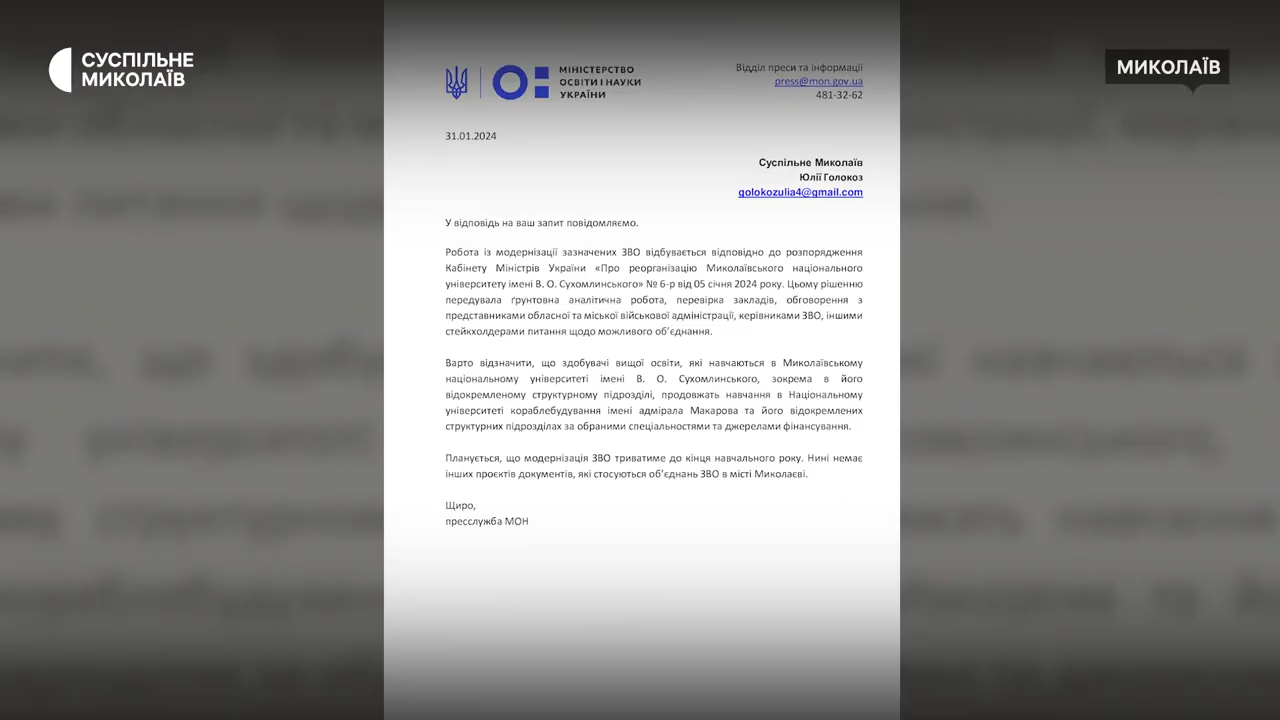 СУСПІЛЬНЕ
МИКОЛАЇВ
МИКОЛАЇВ
МІНІСТЕРСТВО
ОСВІТИ І НАУКИ
УКРАЇНИ
Відділ преси та інформації
press@mon.gov.ua
481-32-62
31.01.2024
Суспільне Миколаїв
Юлії Голокоз
golokozulia4@gmail.com
У відповідь на ваш запит повідомляємо.
Робота із модернізації зазначених ЗВО відбувається відповідно до розпорядження
Кабінету Міністрів України «Про реорганізацію Миколаївського національного
університету імені В. О. Сухомлинського» № 6-р від 05 січня 2024 року. Цьому рішенню
передувала ґрунтовна аналітична робота, перевірка закладів, обговорення з
представниками обласної та міської військової адміністрації, керівниками ЗВО, іншими
стейкхолдерами питання щодо можливого об’єднання.
Варто відзначити, що здобувачі вищої освіти, які навчаються в Миколаївському
національному університеті імені В. О. Сухомлинського, зокрема в його
відокремленому структурному підрозділі, продовжать навчання в Національному
університеті кораблебудування імені адмірала Макарова та його відокремлених
структурних підрозділах за обраними спеціальностями та джерелами фінансування.
Планується, що модернізація ЗВО триватиме до кінця навчального року. Нині немає
інших проєктів документів, які стосуються об’єднань ЗВО в місті Миколаєві.
Щиро,
пресслужба МОН